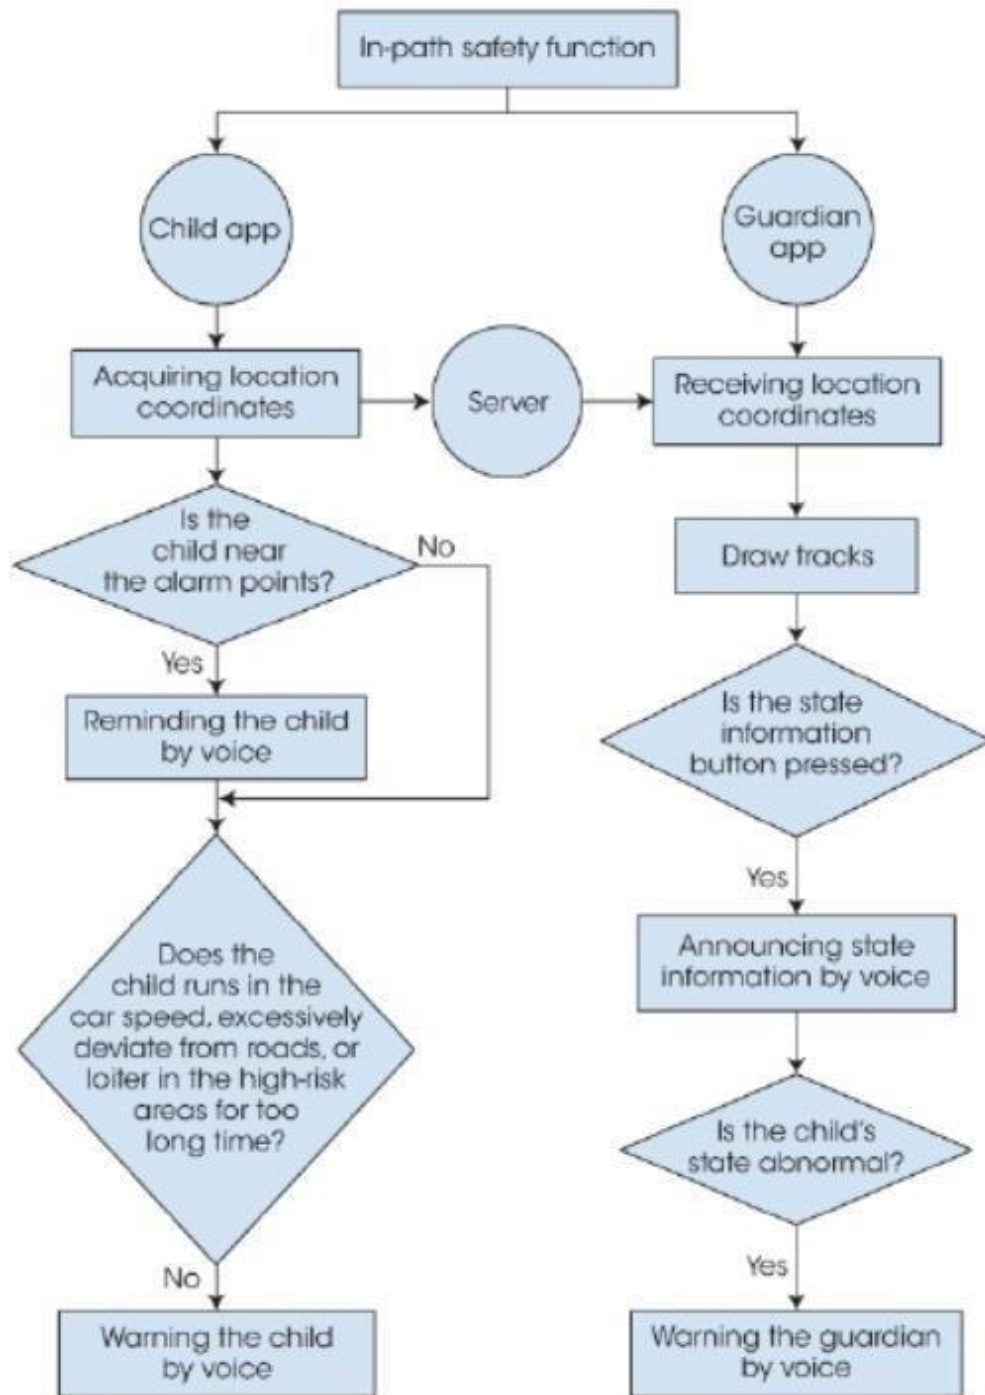 In-path safety function
Child app
Guardian
app
Acquiring location
coordinates
Server
Receiving location
coordinates
Is the
child near
the alarm points?
No
Draw tracks
Yes
Reminding the child
by voice
Is the state
information
button pressed?
Yes
Does the
child runs in the
car speed, excessively
deviate from roads, or
loiter in the high-risk
areas for too
long time?
Announcing state
information by voice
Is the child's
state abnormal?
No
Yes
Warning the child
by voice
Warning the guardian
by voice